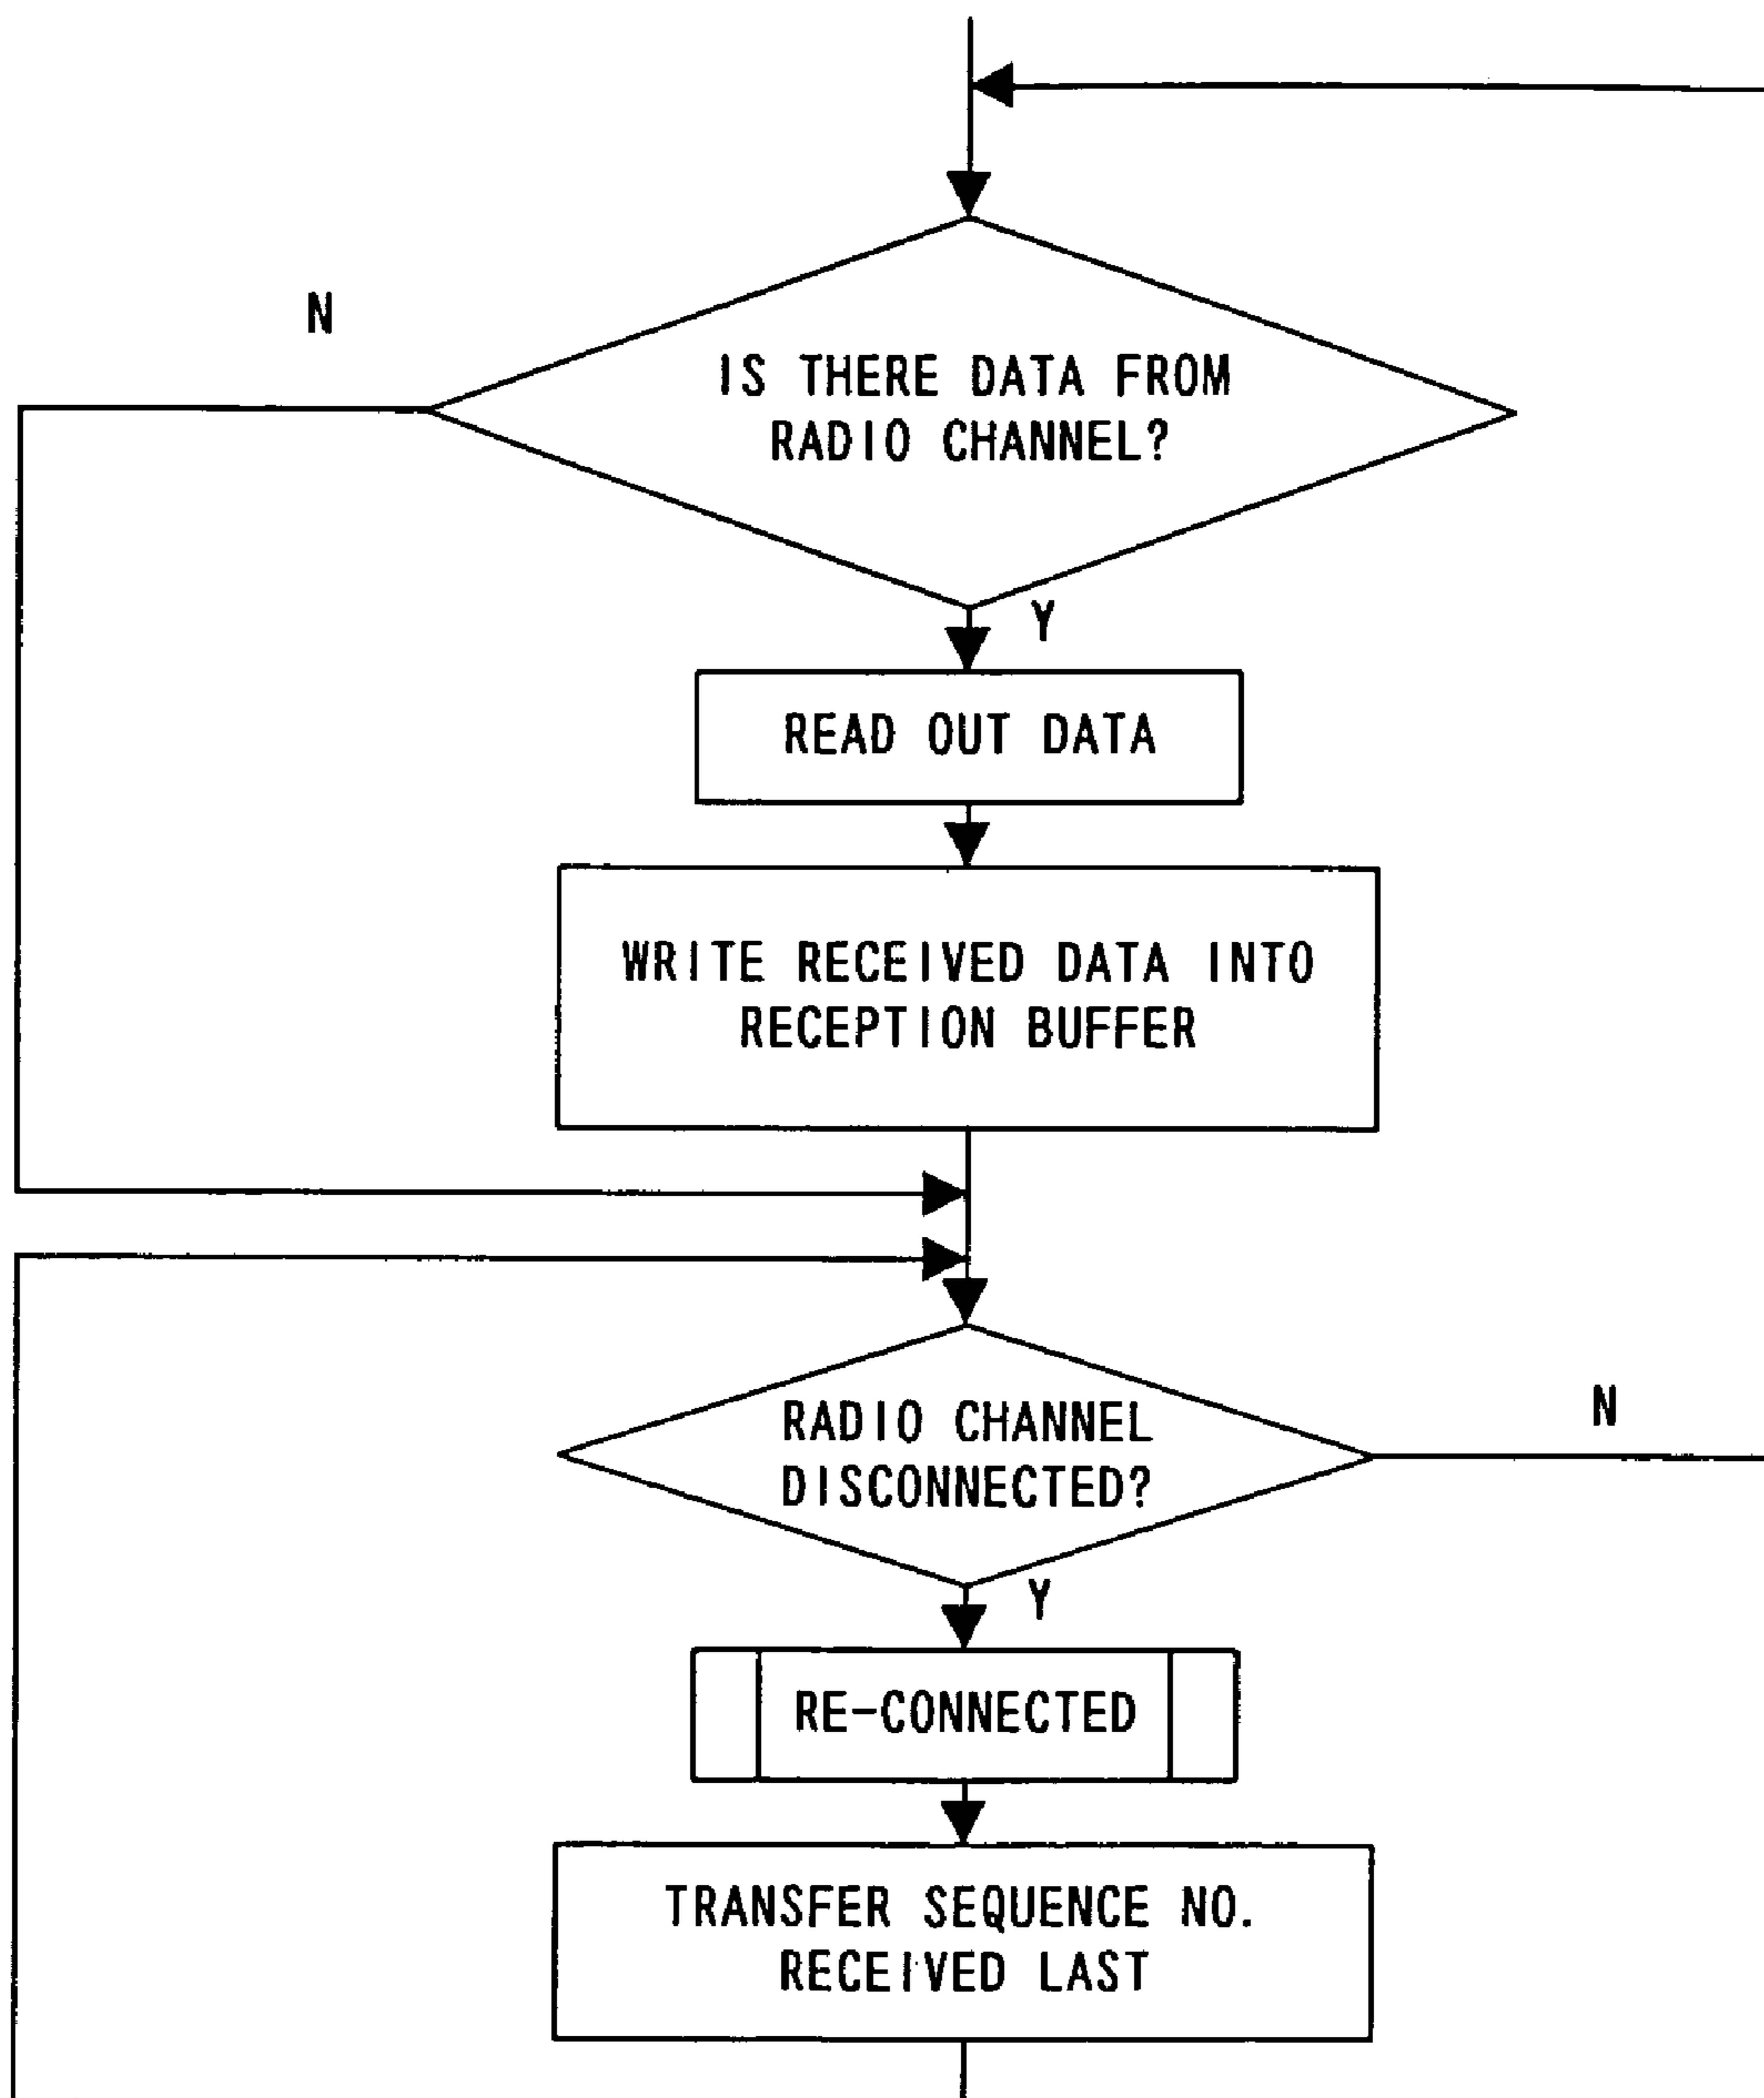 N
IS THERE DATA FROM
RADIO CHANNEL?
Y
READ OUT DATA
WRITE RECEIVED DATA INTO
RECEPTION BUFFER
RADIO CHANNEL
DISCONNECTED?
N
Y
RE-CONNECTED
TRANSFER SEQUENCE NO.
RECEIVED LAST